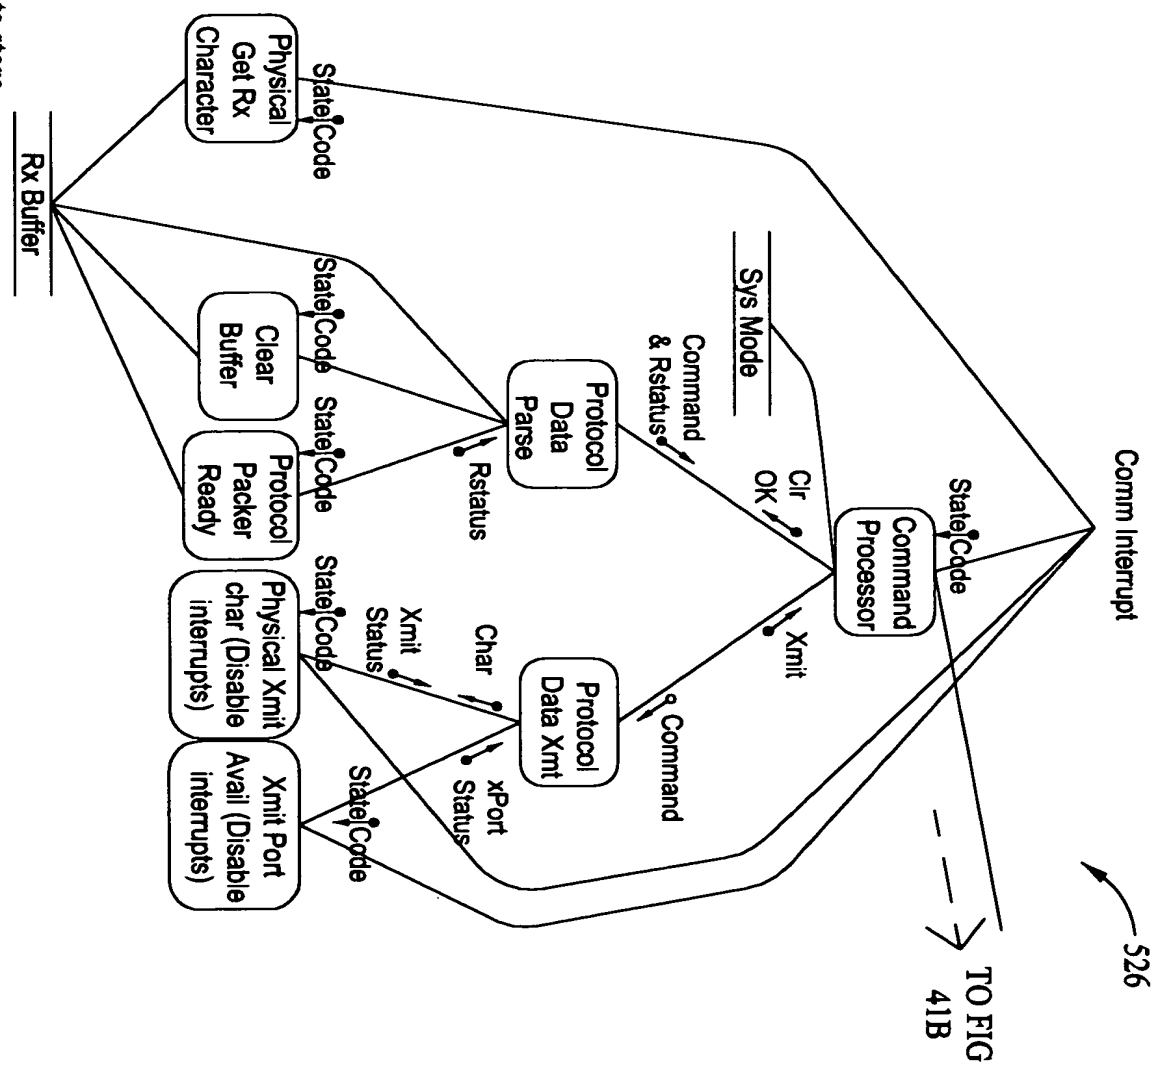 526
Comm Interrupt
TO FIG
41B
State Code
Command
Processor
Sys Mode
Clr
OK
Xmit
Command
& Rstatus
Command
Protocol
Data
Parse
Protocol
Data Xmt
Rstatus
Char
Xmit
Status
xPort
Status
State Code
Physical
Get Rx
Character
State Code
Clear
Buffer
State Code
Protocol
Packer
Ready
State Code
Physical Xmit
char (Disable
interrupts)
State Code
Xmit Port
Avail (Disable
interrupts)
Rx Buffer